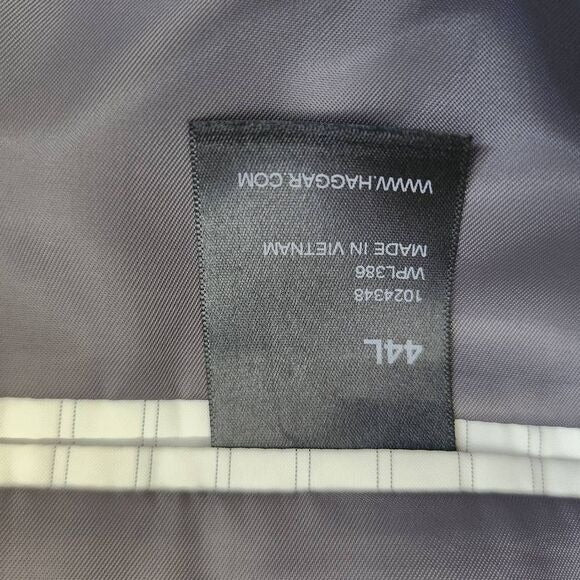 44L
1024348
WPL386
MADE IN VIETNAM
WWW.HAGGAR.COM